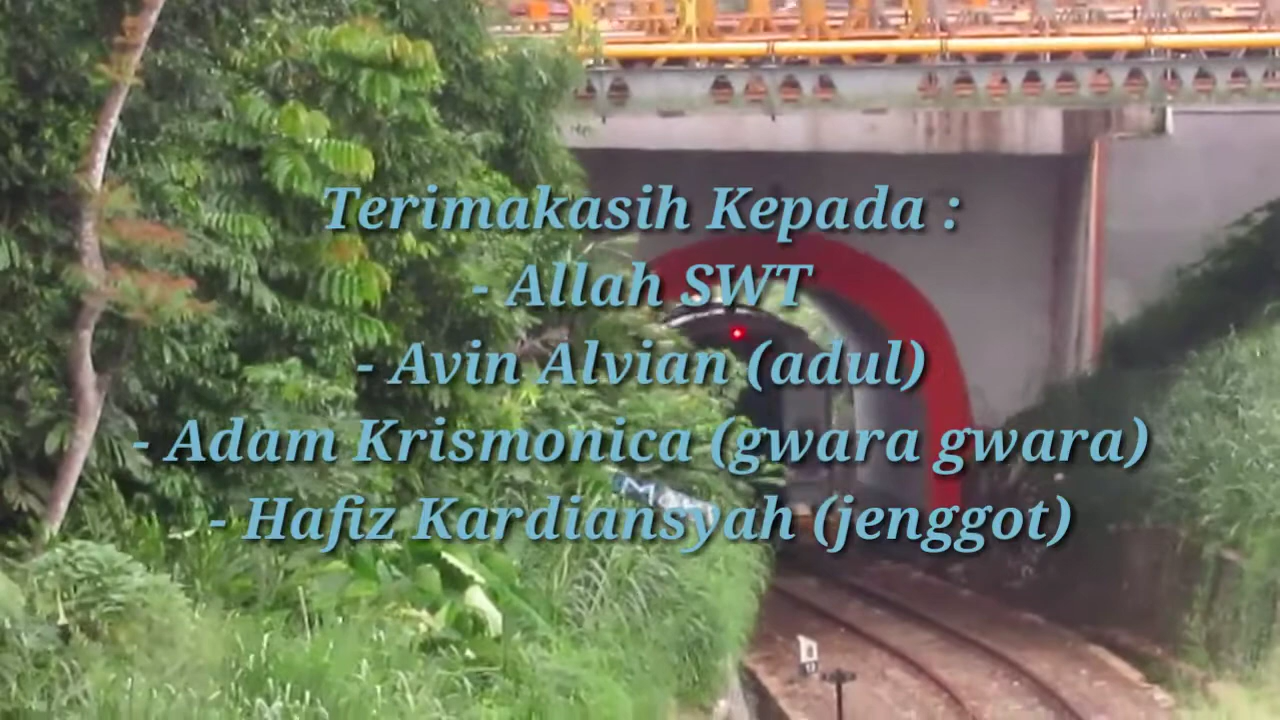 Terimakasih Kepada :
- Allah SWT
- Avin Alvian (adul)
- Adam Krismonica (gwara gwara)
- Hafiz Kardiansyah (jenggot)